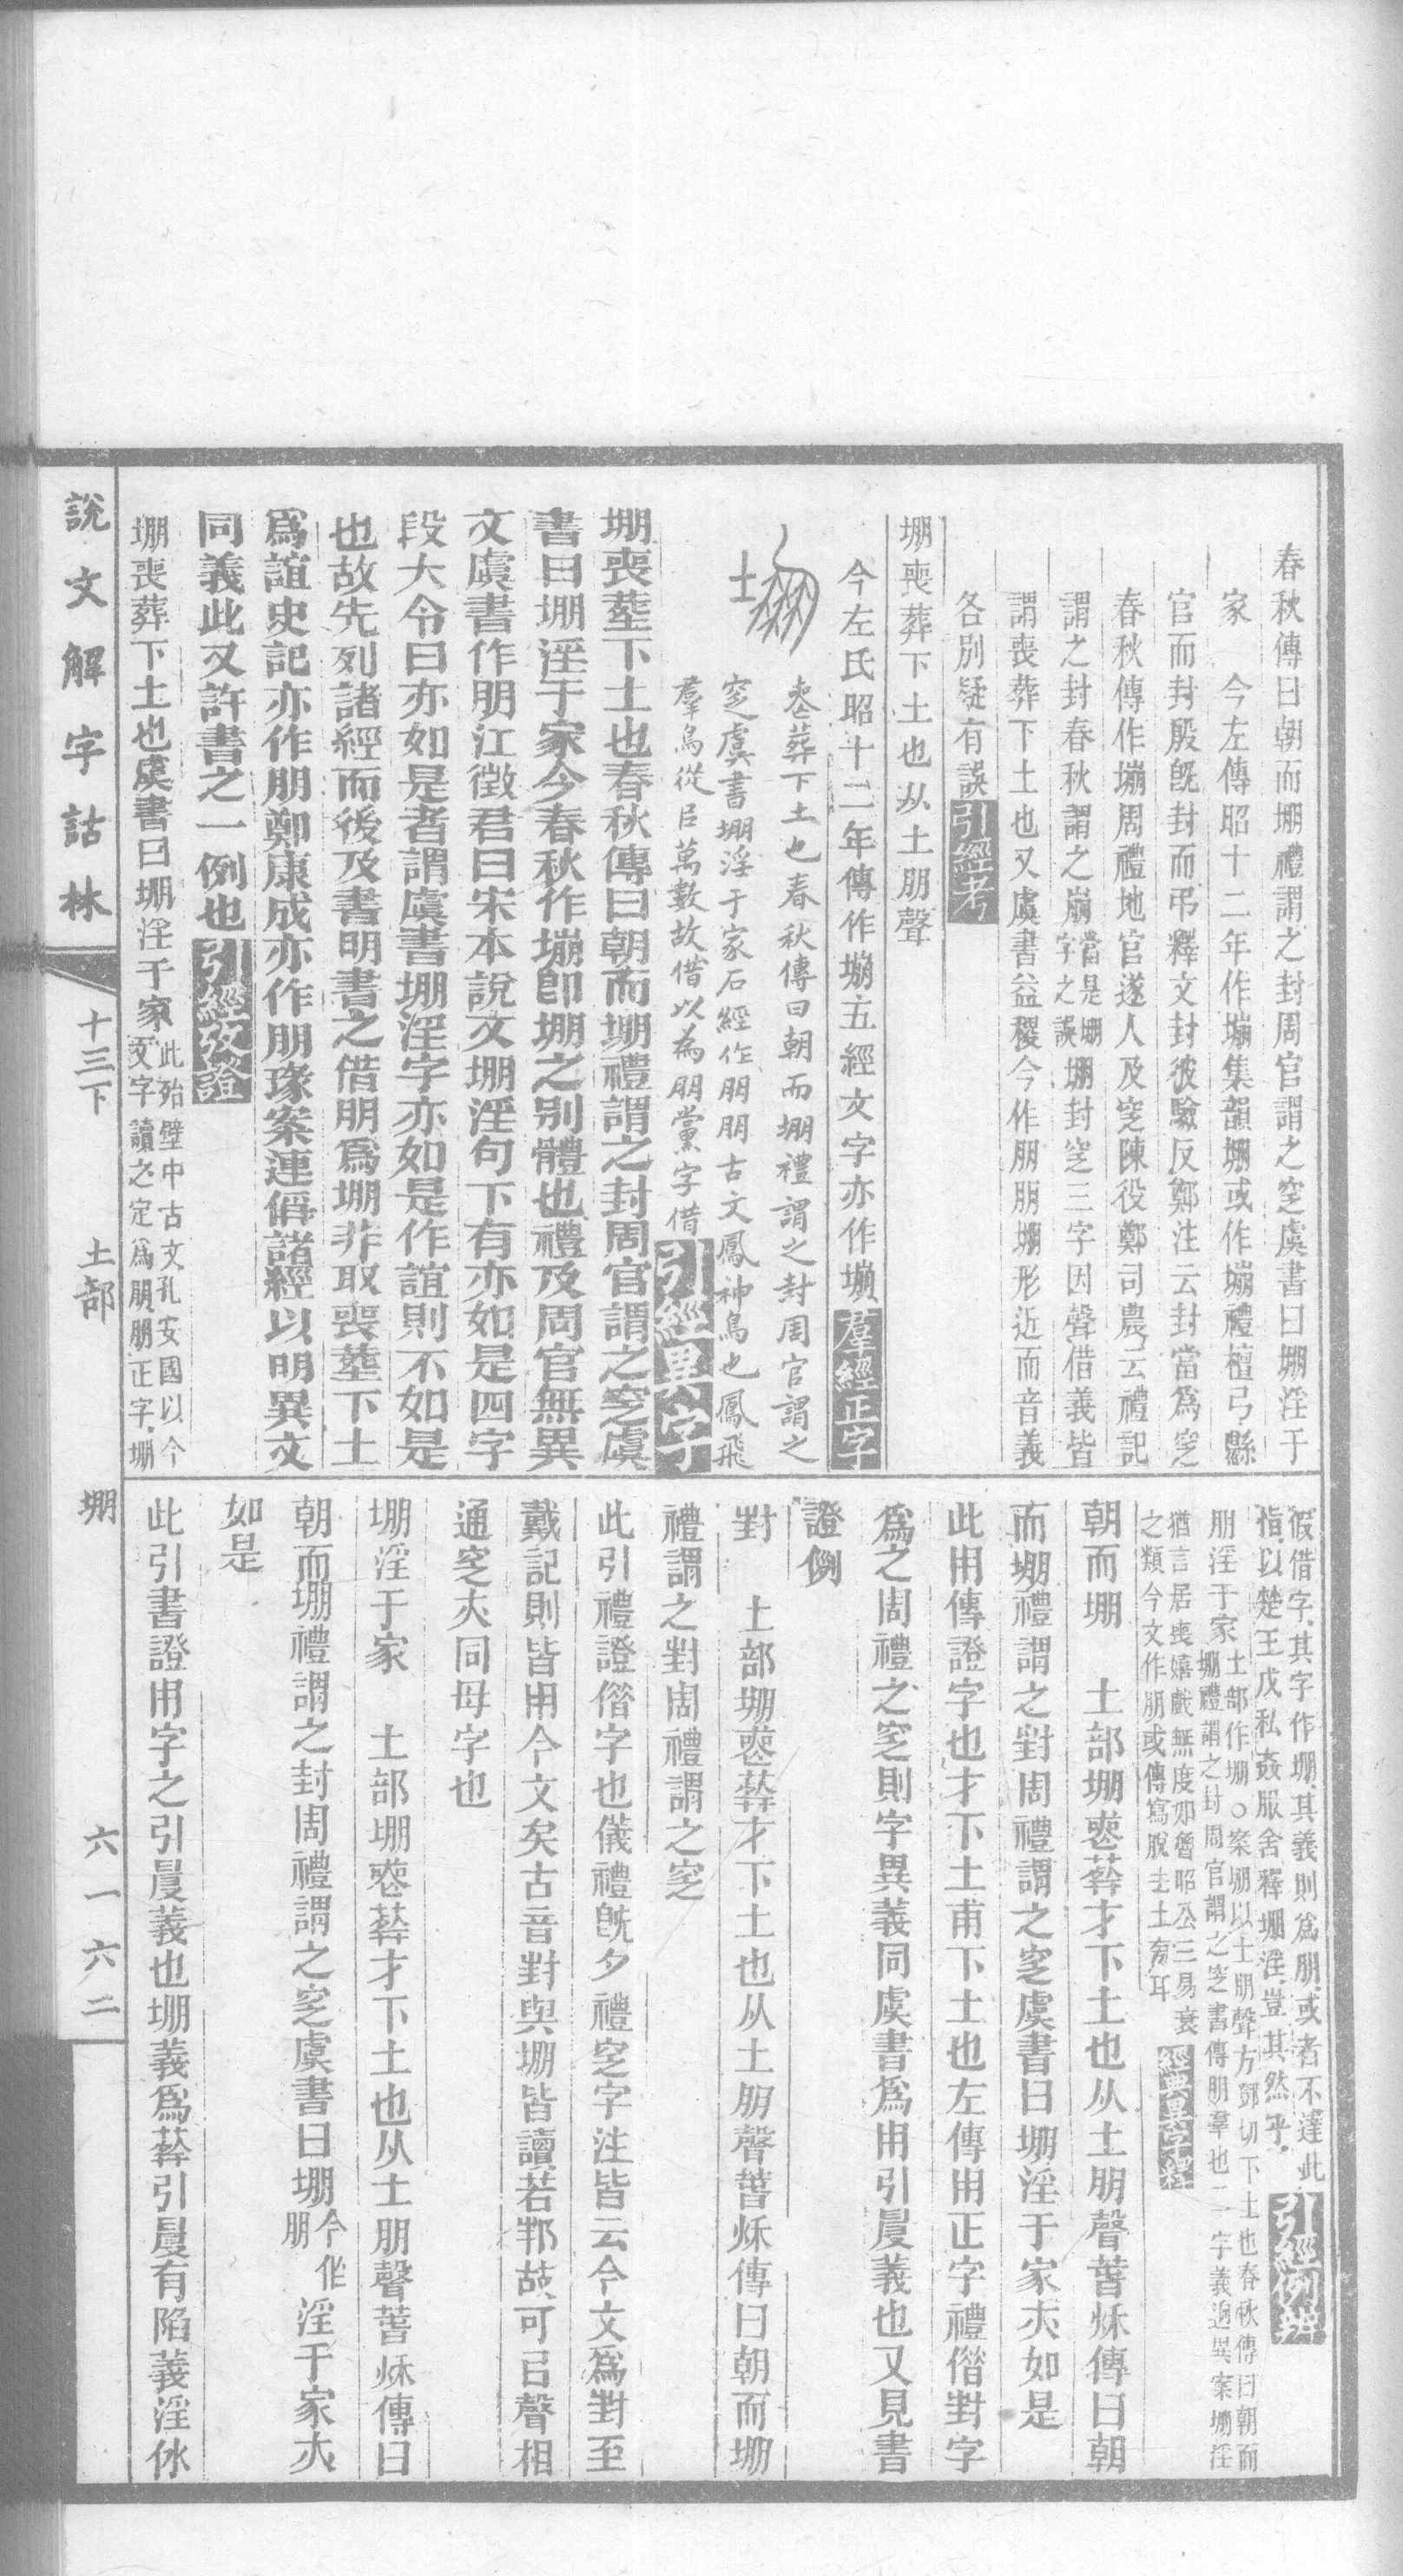 春秋傳曰朝而堋禮謂之封周官謂之窆虞書曰堋淫于
家　今左傳昭十二年作塴集韻堋或作塴禮檀弓縣
官而封殷旣封而弔釋文封彼驗反鄭注云封當爲窆
春秋傳作塴周禮地官遂人及窆陳役鄭司農云禮記
謂之封春秋謂之崩當是堋字之誤堋封窆三字因聲借義皆
謂喪葬下土也又虞書益稷今作朋朋堋形近而音義
各別疑有誤引經考
堋喪葬下土也从土朋聲
今左氏昭十二年傳作塴五經文字亦作塴羣經正字
喪葬下土也春秋傳曰朝而堋禮謂之封周官謂之
窆虞書堋淫于家石經作朋朋古文鳳神鳥也鳳飛
羣鳥從㠯萬數故借以為朋黨字借引經異字
堋喪葬下土也春秋傳曰朝而堋禮謂之封周官謂之窆虞
書曰堋淫于家今春秋作塴卽堋之別體也禮及周官無異
文虞書作朋江徵君曰宋本說文堋淫句下有亦如是四字
段大令曰亦如是者謂虞書堋淫字亦如是作誼則不如是
也故先列諸經而後及書明書之借朋爲堋非取喪葬下土
爲誼史記亦作朋鄭康成亦作朋瑑案連偁諸經以明異文
同義此又許書之一例也引經攷證
堋喪葬下土也虞書曰堋淫于家此殆壁中古文孔安國以今文字讀之定爲朋朋正字堋
假借字其字作堋其義則爲朋或者不達此
指以楚王戊私姦服舍釋堋淫豈其然乎引經例辨
朋淫于家土部作堋○案堋以土朋聲方鄧切下土也春秋傳曰朝而堋禮謂之封周官謂之窆書傳朋羣也二字義迥異案堋淫
猶言居喪嬉戲無度卽魯昭公三易衰之類今文作朋或傳寫脫去土旁耳經典異字釋
朝而堋　土部堋喪葬才下土也从土朋聲萅秌傳曰朝
而堋禮謂之對周禮謂之窆虞書曰堋淫于家亦如是
此用傳證字也才下土甫下土也左傳用正字禮偕對字
爲之周禮之窆則字異義同虞書爲用引㬅義也又見書
證例
對　土部堋喪葬才下土也从土朋聲萅秌傳曰朝而堋
禮謂之對周禮謂之窆
此引禮證偕字也儀禮旣夕禮窆字注皆云今文爲對至
戴記則皆用今文矣古音對與堋皆讀若邦故可㠯聲相
通窆亦同母字也
堋淫于家　土部堋喪葬才下土也从土朋聲萅秌傳曰
朝而堋禮謂之封周禮謂之窆虞書曰堋今作朋淫于家亦
如是
此引書證用字之引㬅義也堋義爲葬引㬅有陷義淫休
說文解字詁林　十三下　土部　堋　六一六二